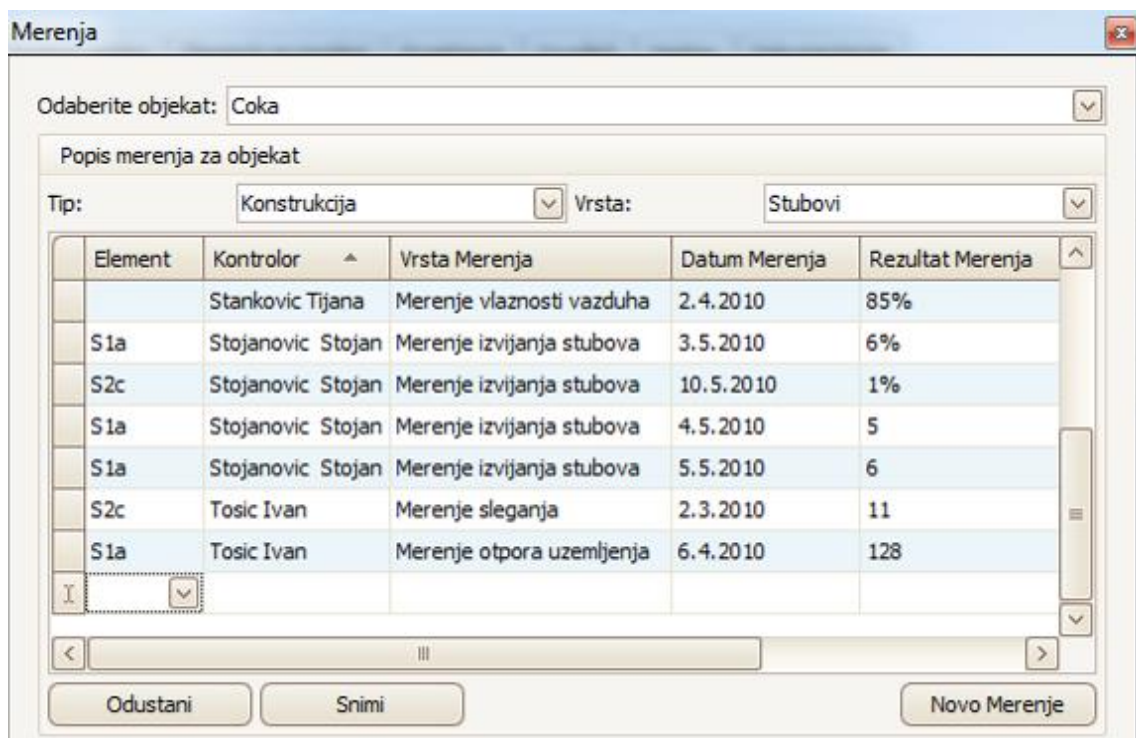 Merenja
Odaberite objekat: Coka
Popis merenja za objekat
Tip: Konstrukcija Vrsta: Stubovi
Element Kontrolor Vrsta Merenja Datum Merenja Rezultat Merenja
Stankovic Tijana Merenje vlaznosti vazduha 2.4.2010 85%
S1a Stojanovic Stojan Merenje izvijanja stubova 3.5.2010 6%
S2c Stojanovic Stojan Merenje izvijanja stubova 10.5.2010 1%
S1a Stojanovic Stojan Merenje izvijanja stubova 4.5.2010 5
S1a Stojanovic Stojan Merenje izvijanja stubova 5.5.2010 6
S2c Tosic Ivan Merenje sleganja 2.3.2010 11
S1a Tosic Ivan Merenje otpora uzemljenja 6.4.2010 128
Odustani Snimi Novo Merenje